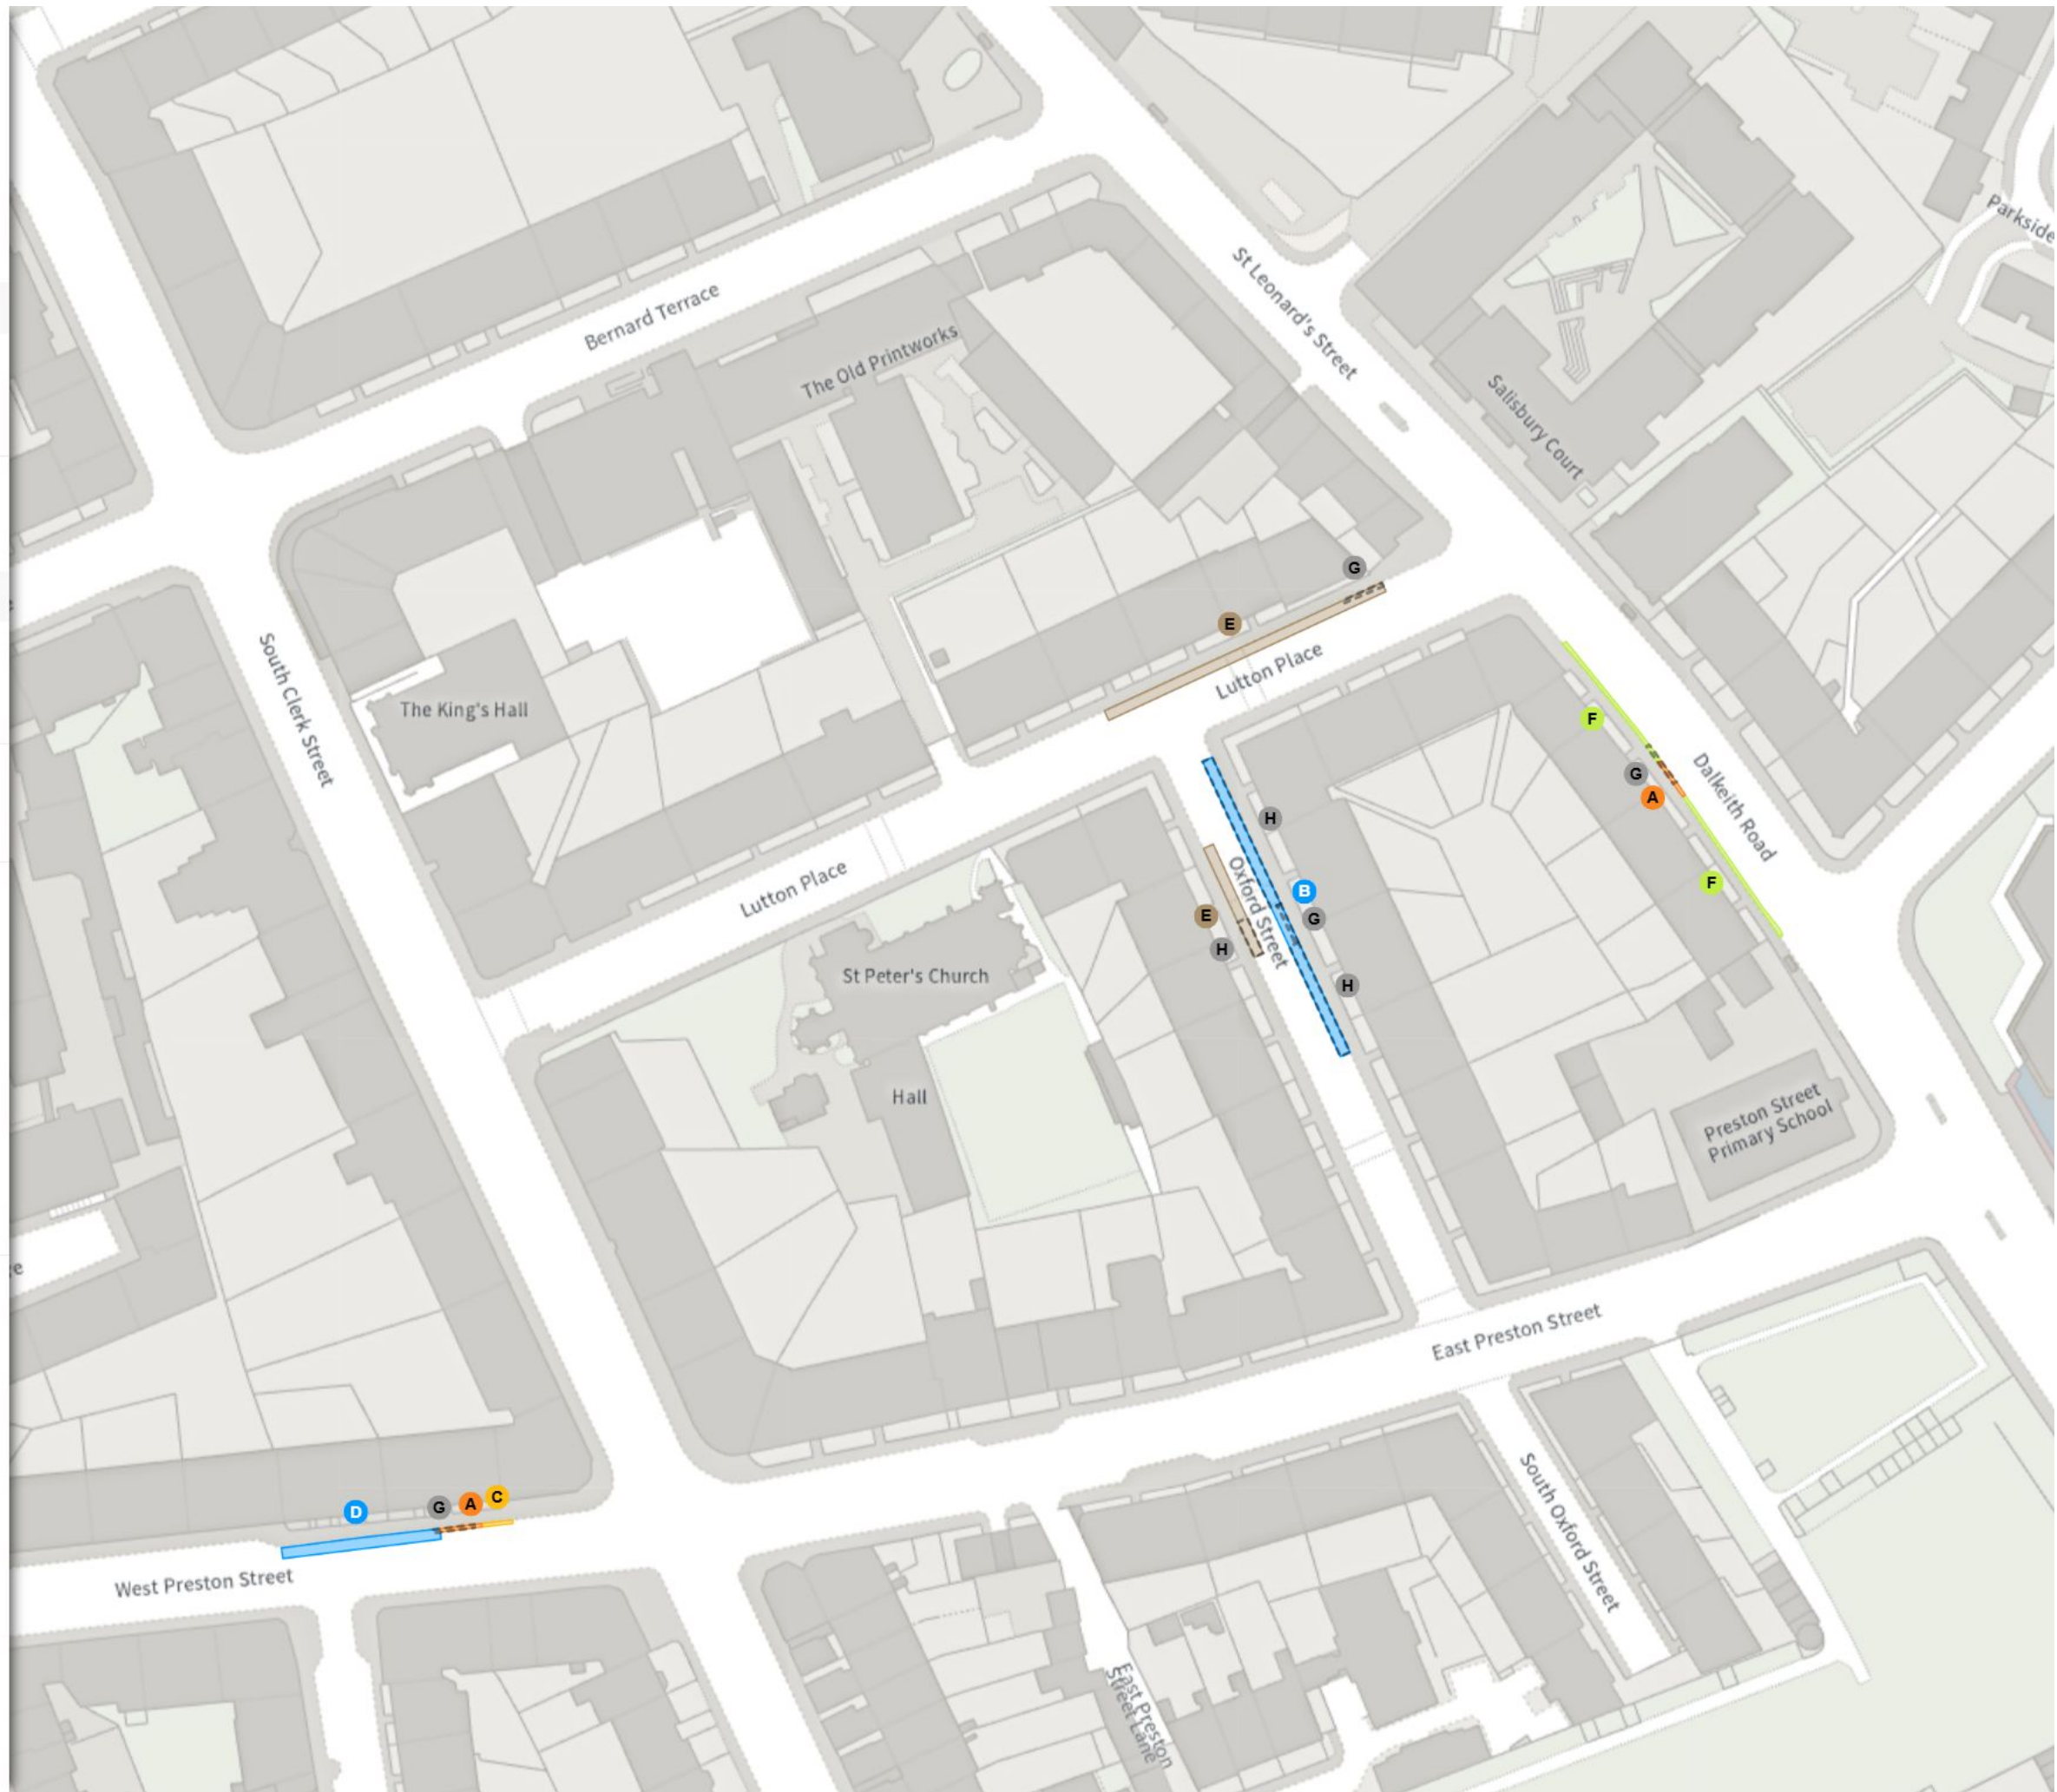 Parkside
St Leonard's Street
Bernard Terrace
The Old Printworks
Salisbury Court
G
E
South Clerk Street
Lutton Place
The King's Hall
F
Dalkeith Road
G
A
H
Oxford Street
B
F
Lutton Place
E
G
H
St Peter's Church
H
Hall
Preston Street
Primary School
East Preston Street
South Oxford Street
D
G
A
C
West Preston Street
East Preston
Street Lane